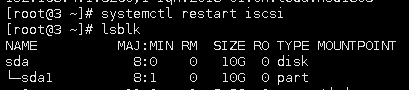 [root@3 ~]# systemctl restart iscsi
[root@3 ~]# lsblk
NAME MAJ:MIN RM SIZE RO TYPE MOUNTPOINT
sda 8:0 0 10G 0 disk
└─sda1 8:1 0 10G 0 part